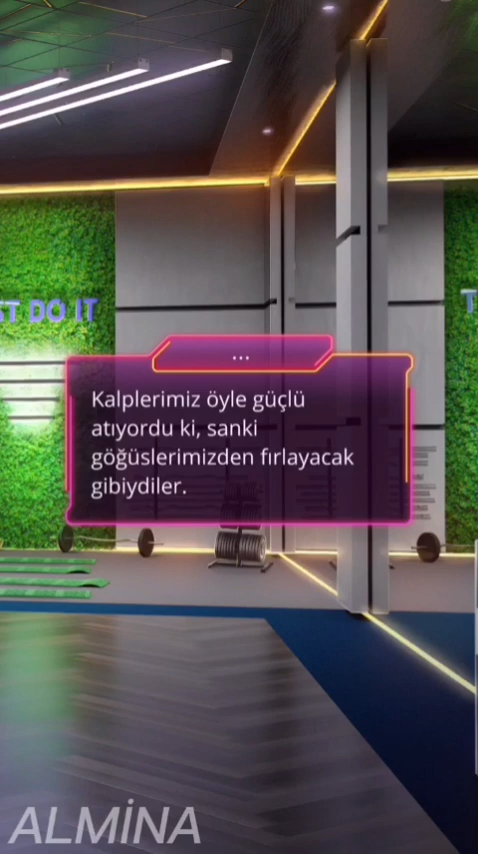 ST DO IT
T
...
Kalplerimiz öyle güçlü
atıyordu ki, sanki
göğüslerimizden fırlayacak
gibiydiler.
ALMİNA